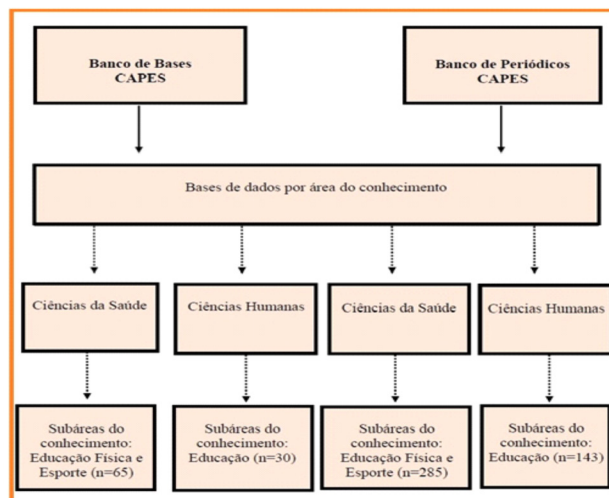 Banco de Bases
CAPES
Banco de Periódicos
CAPES
Bases de dados por área do conhecimento
Ciências da Saúde
Ciências Humanas
Ciências da Saúde
Ciências Humanas
Subáreas do
conhecimento:
Educação Física e
Esporte (n=65)
Subáreas do
conhecimento:
Educação (n=30)
Subáreas do
conhecimento:
Educação Física e
Esporte (n=285)
Subáreas do
conhecimento:
Educação (n=143)